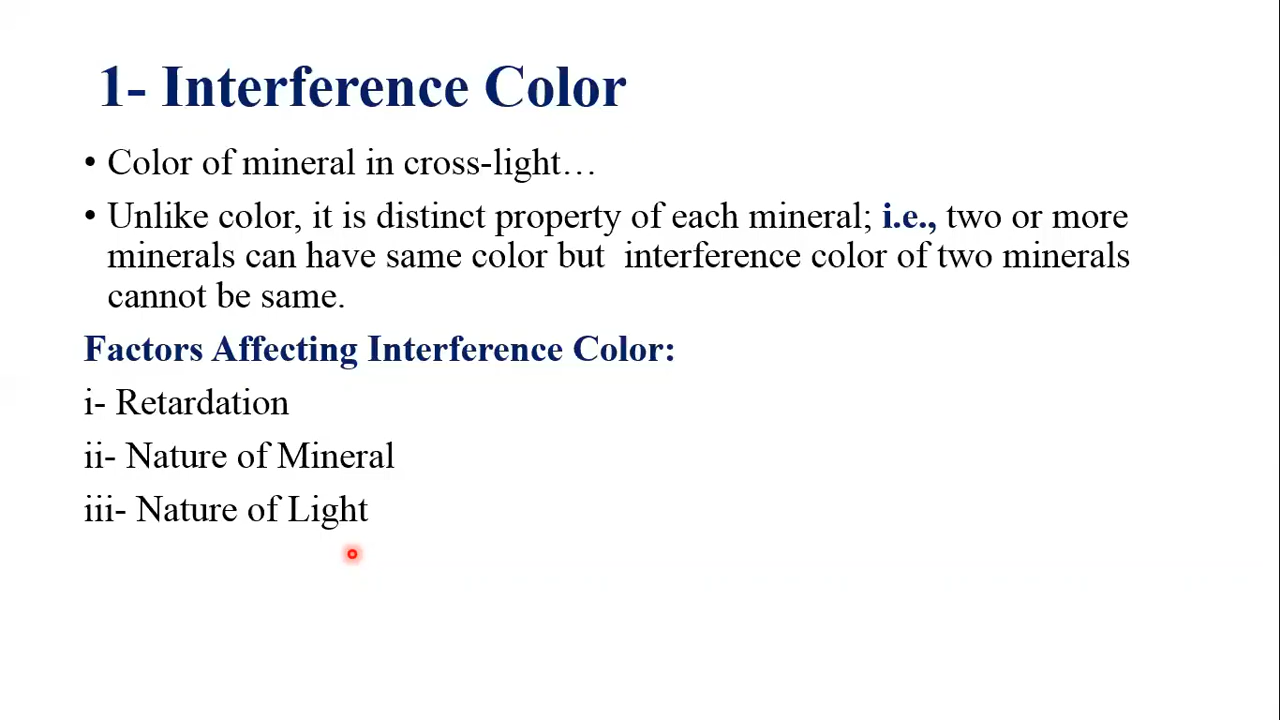 1- Interference Color
• Color of mineral in cross-light…
• Unlike color, it is distinct property of each mineral; i.e., two or more
minerals can have same color but  interference color of two minerals
cannot be same.
Factors Affecting Interference Color:
i- Retardation
ii- Nature of Mineral
iii- Nature of Light